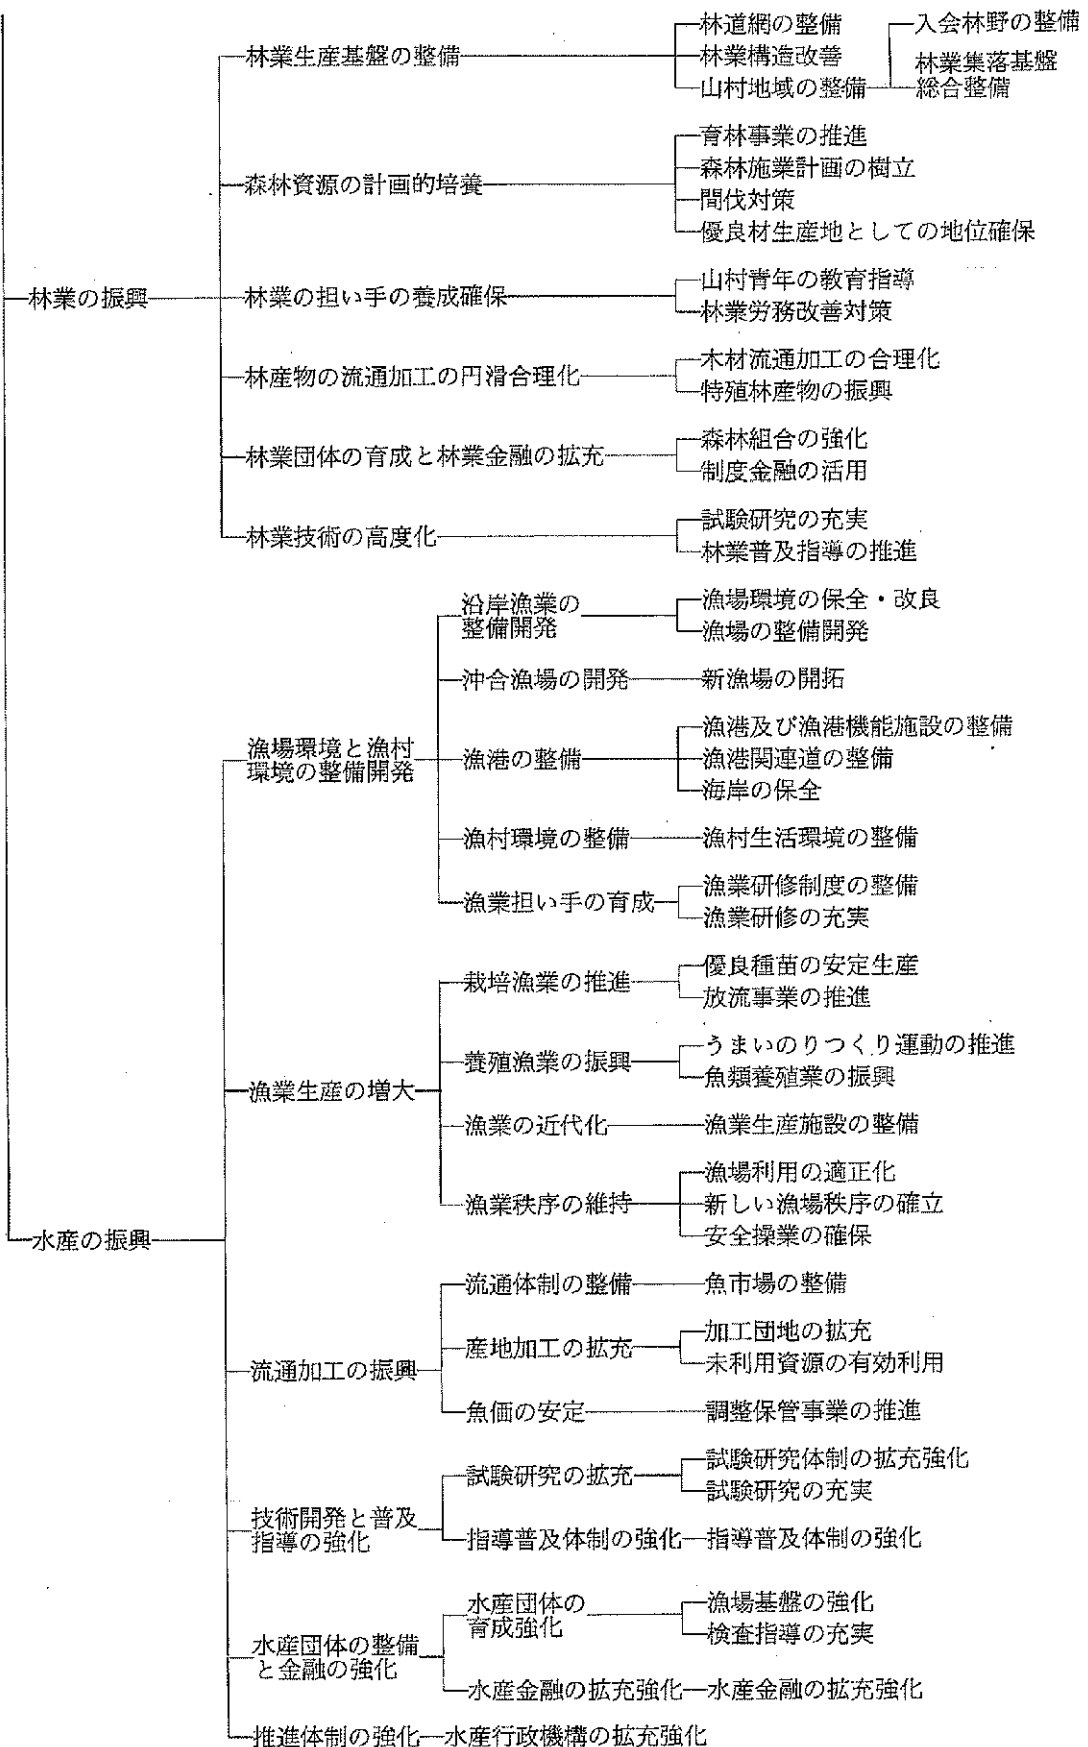 林業の振興
林業生産基盤の整備
林道網の整備
林業構造改善
山村地域の整備
入会林野の整備
林業集落基盤
総合整備
森林資源の計画的培養
育林事業の推進
森林施業計画の樹立
間伐対策
優良材生産地としての地位確保
林業の担い手の養成確保
山村青年の教育指導
林業労務改善対策
林産物の流通加工の円滑合理化
木材流通加工の合理化
特殖林産物の振興
林業団体の育成と林業金融の拡充
森林組合の強化
制度金融の活用
林業技術の高度化
試験研究の充実
林業普及指導の推進
水産の振興
漁場環境と漁村
環境の整備開発
沿岸漁業の
整備開発
漁場環境の保全・改良
漁場の整備開発
沖合漁場の開発
新漁場の開拓
漁港の整備
漁港及び漁港機能施設の整備
漁港関連道の整備
海岸の保全
漁村環境の整備
漁村生活環境の整備
漁業担い手の育成
漁業研修制度の整備
漁業研修の充実
漁業生産の増大
栽培漁業の推進
優良種苗の安定生産
放流事業の推進
養殖漁業の振興
うまいのりつくり運動の推進
魚類養殖業の振興
漁業の近代化
漁業生産施設の整備
漁業秩序の維持
漁場利用の適正化
新しい漁場秩序の確立
安全操業の確保
流通加工の振興
流通体制の整備
魚市場の整備
産地加工の拡充
加工団地の拡充
未利用資源の有効利用
魚価の安定
調整保管事業の推進
技術開発と普及
指導の強化
試験研究の拡充
試験研究体制の拡充強化
試験研究の充実
指導普及体制の強化
指導普及体制の強化
水産団体の整備
と金融の強化
水産団体の
育成強化
漁場基盤の強化
検査指導の充実
水産金融の拡充強化
水産金融の拡充強化
推進体制の強化
水産行政機構の拡充強化